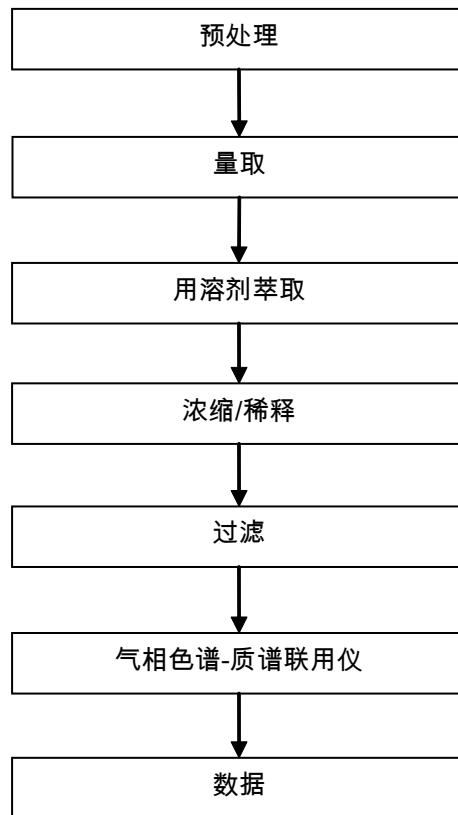 预处理
量取
用溶剂萃取
浓缩/稀释
过滤
气相色谱-质谱联用仪
数据